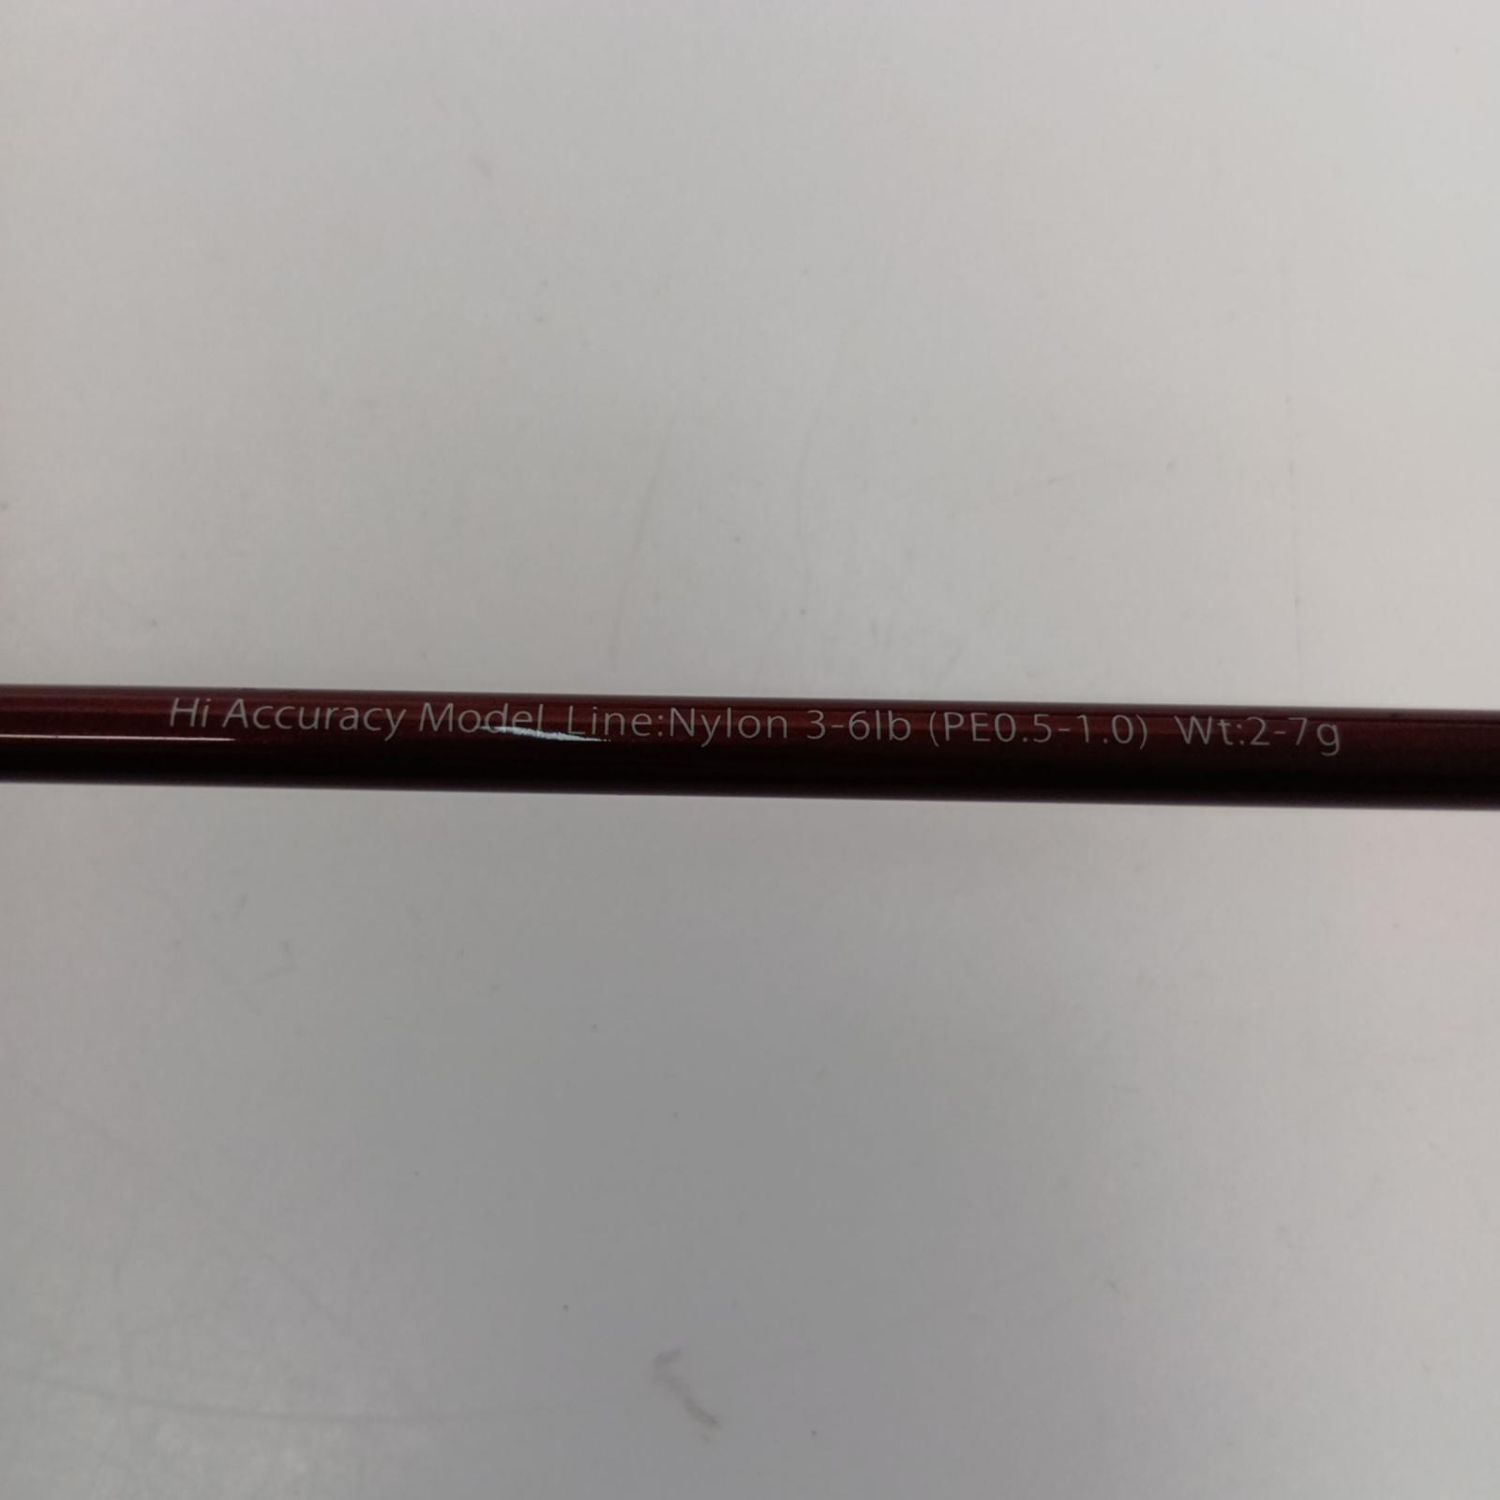 Hi Accuracy Model Line:Nylon 3-6lb (PE0.5-1.0) Wt:2-7g